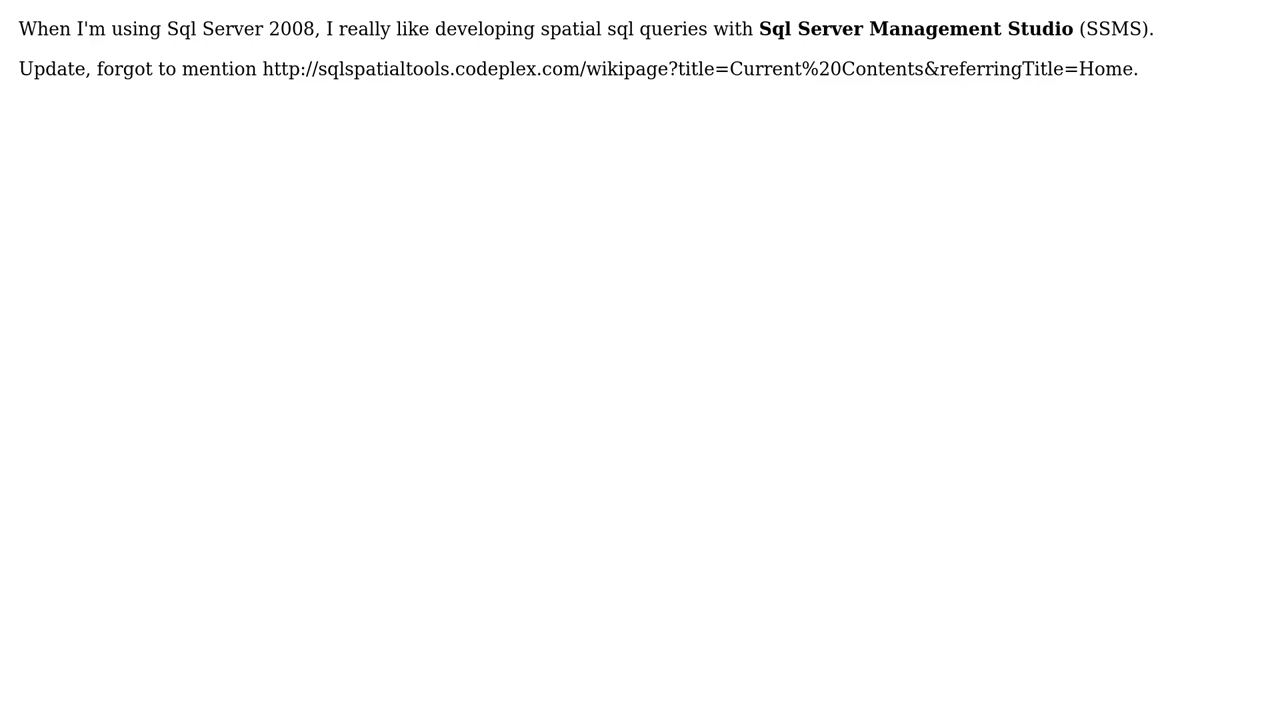 When I'm using Sql Server 2008, I really like developing spatial sql queries with Sql Server Management Studio (SSMS).
Update, forgot to mention http://sqlspatialtools.codeplex.com/wikipage?title=Current%20Contents&referringTitle=Home.